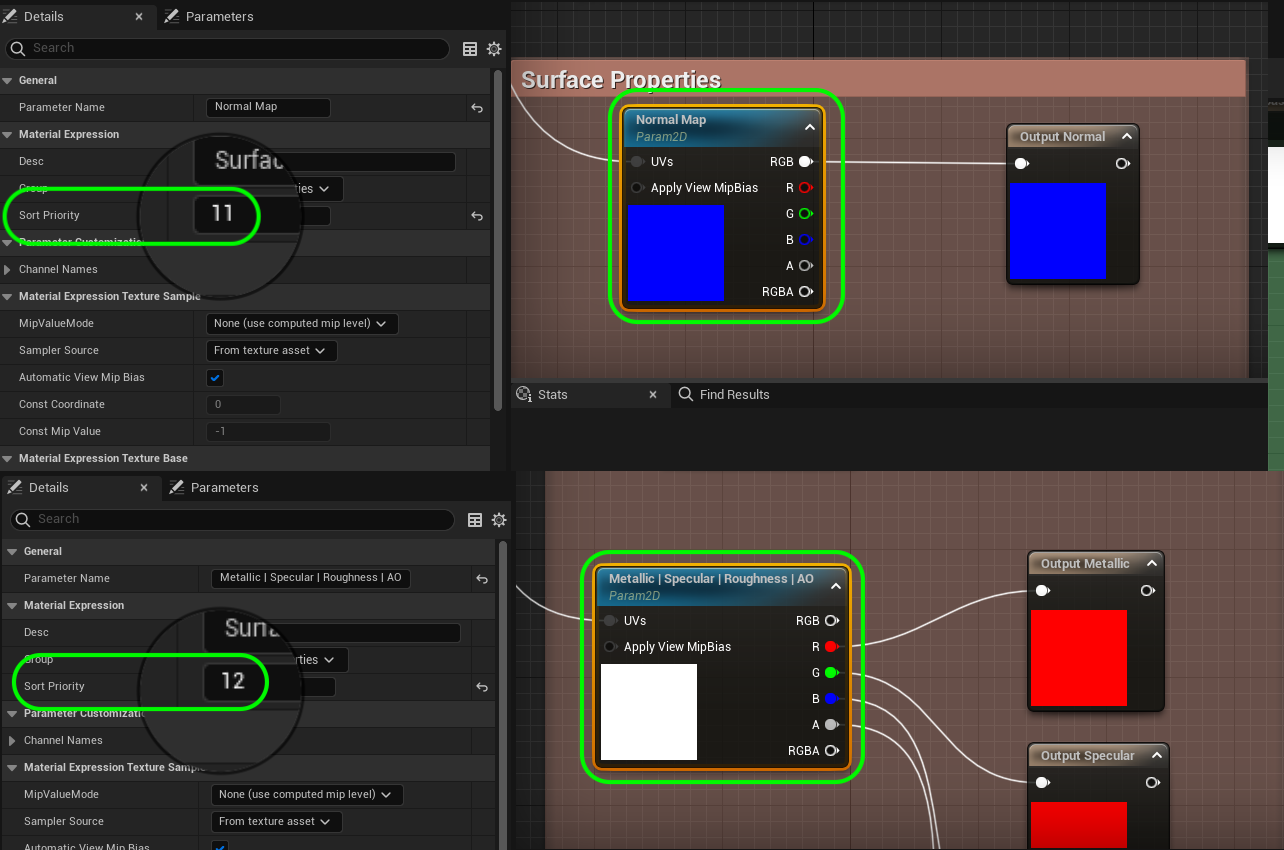 Details
Parameters
Search
General
Parameter Name
Normal Map
Material Expression
Desc
Surfac
Group
ties
Sort Priority
11
Parameter Customizatio
Channel Names
Material Expression Texture Sample
MipValueMode
None (use computed mip level)
Sampler Source
From texture asset
Automatic View Mip Bias
Const Coordinate
0
Const Mip Value
-1
Material Expression Texture Base
Surface Properties
Normal Map
Param2D
UVs
RGB
Apply View MipBias
R
G
B
A
RGBA
Output Normal
Stats
Find Results
Details
Parameters
Search
General
Parameter Name
Metallic | Specular | Roughness | AO
Material Expression
Desc
Group
rties
Sort Priority
12
Parameter Customizati
Channel Names
Material Expression Texture Sample
MipValueMode
None (use computed mip level)
Sampler Source
From texture asset
Automatic View Mip Bias
Metallic | Specular | Roughness | AO
Param2D
UVs
RGB
Apply View MipBias
R
G
B
A
RGBA
Output Metallic
Output Specular